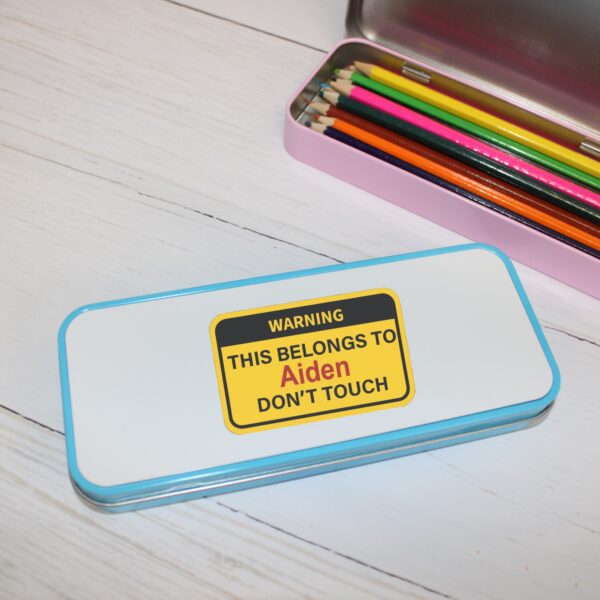 WARNING
THIS BELONGS TO
Aiden
DON'T TOUCH